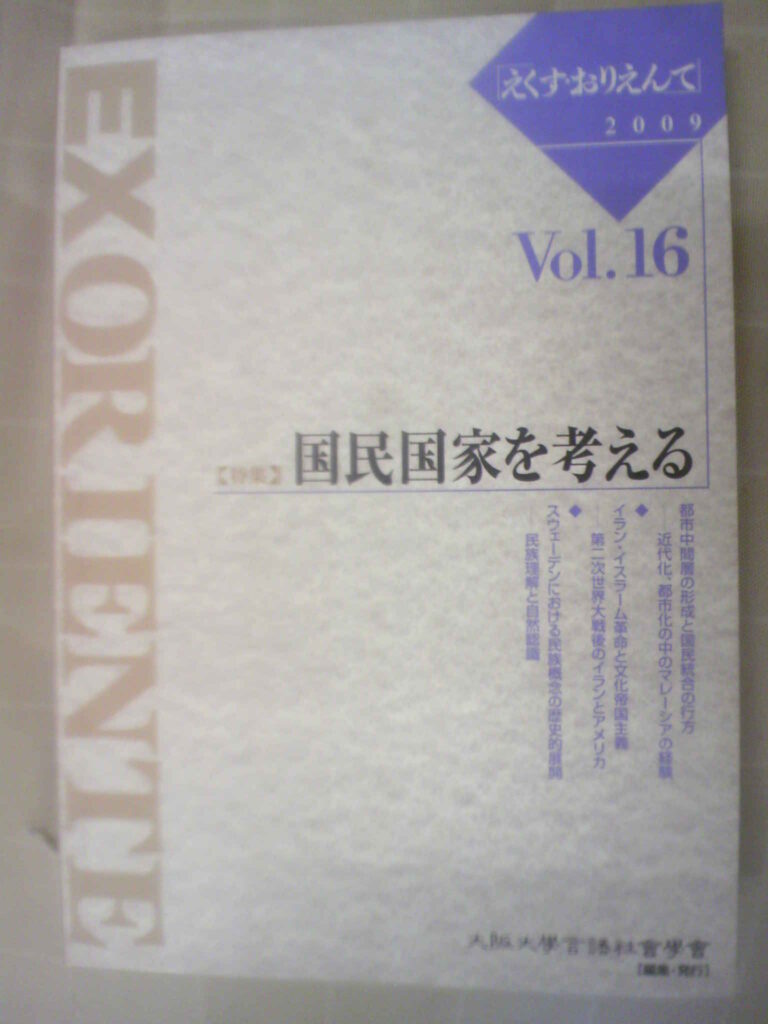 EXORIENTE
[えくす・おりえんて]
2009
Vol.16
【特集】国民国家を考える
都市中間層の形成と国民統合の行方
―近代化、都市化の中のマレーシアの経験
◆
イラン・イスラーム革命と文化帝国主義
―第二次世界大戦後のイランとアメリカ
◆
スウェーデンにおける民族概念の歴史的展開
―民族理解と自然認識
大阪大學言語社會學會
[編集・発行]